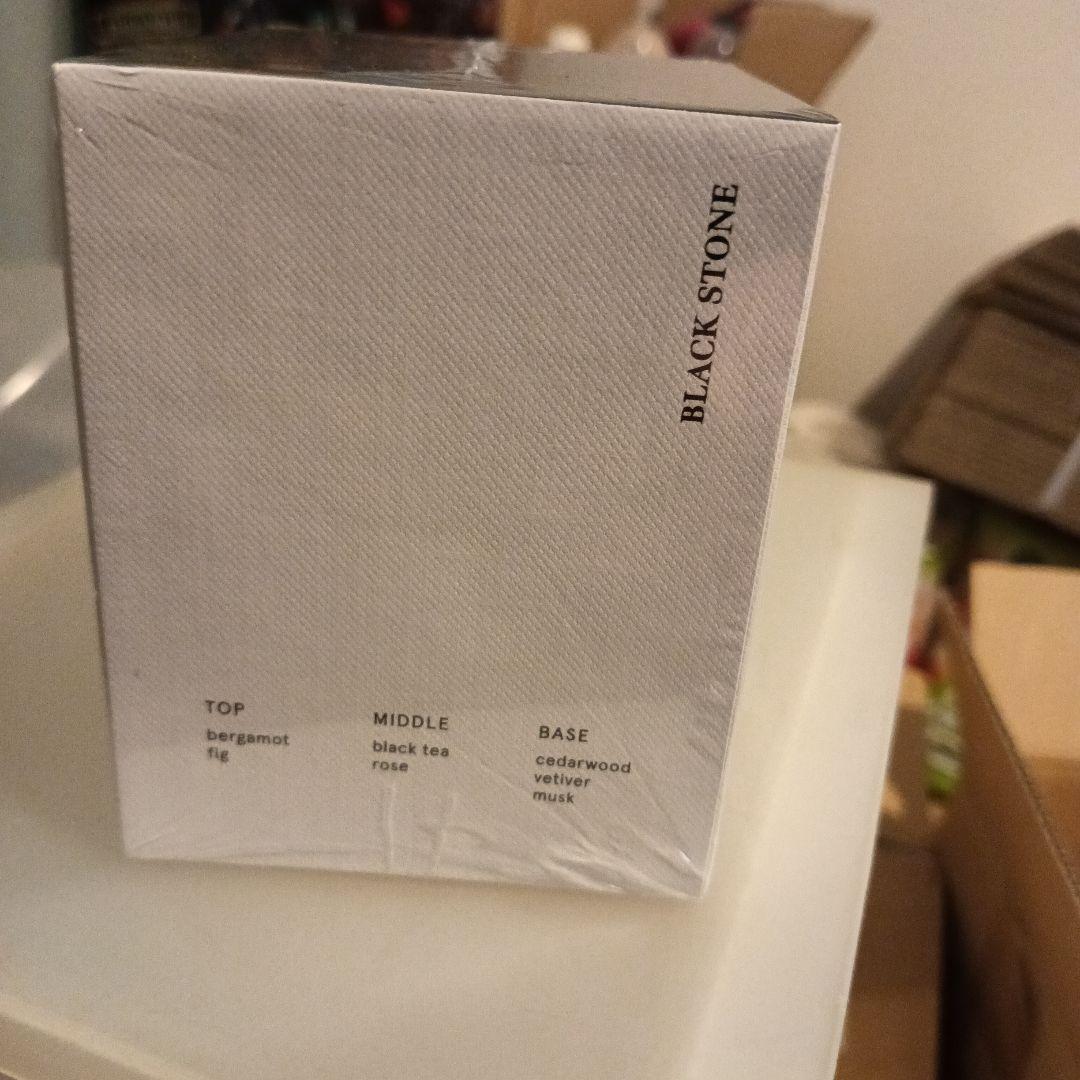 BLACK STONE
TOP
bergamot
fig
MIDDLE
black tea
rose
BASE
cedarwood
vetiver
musk